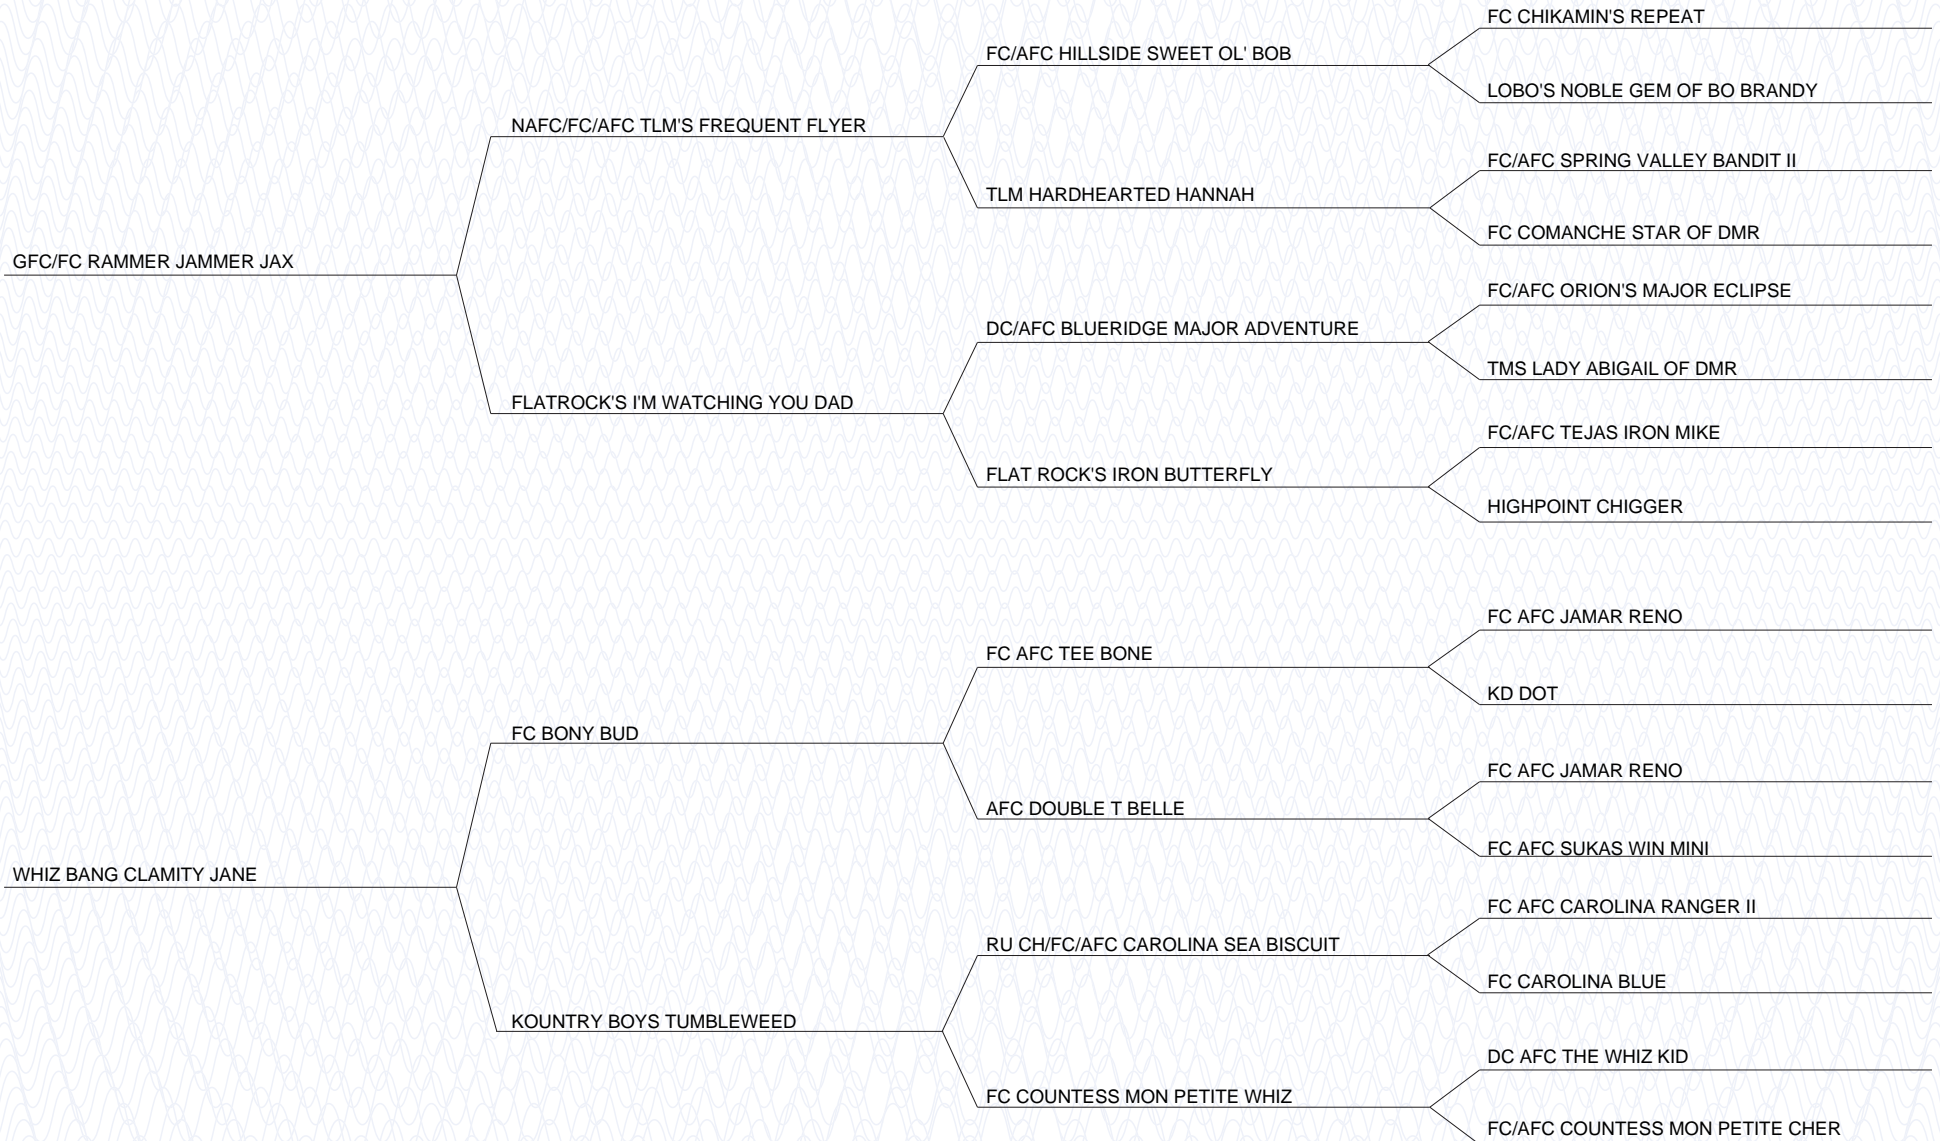 FC CHIKAMIN'S REPEAT
FC/AFC HILLSIDE SWEET OL' BOB
LOBO'S NOBLE GEM OF BO BRANDY
NAFC/FC/AFC TLM'S FREQUENT FLYER
FC/AFC SPRING VALLEY BANDIT II
TLM HARDHEARTED HANNAH
FC COMANCHE STAR OF DMR
GFC/FC RAMMER JAMMER JAX
FC/AFC ORION'S MAJOR ECLIPSE
DC/AFC BLUERIDGE MAJOR ADVENTURE
TMS LADY ABIGAIL OF DMR
FLATROCK'S I'M WATCHING YOU DAD
FC/AFC TEJAS IRON MIKE
FLAT ROCK'S IRON BUTTERFLY
HIGHPOINT CHIGGER
FC AFC JAMAR RENO
FC AFC TEE BONE
KD DOT
FC BONY BUD
FC AFC JAMAR RENO
AFC DOUBLE T BELLE
FC AFC SUKAS WIN MINI
WHIZ BANG CLAMITY JANE
FC AFC CAROLINA RANGER II
RU CH/FC/AFC CAROLINA SEA BISCUIT
FC CAROLINA BLUE
KOUNTRY BOYS TUMBLEWEED
DC AFC THE WHIZ KID
FC COUNTESS MON PETITE WHIZ
FC/AFC COUNTESS MON PETITE CHER